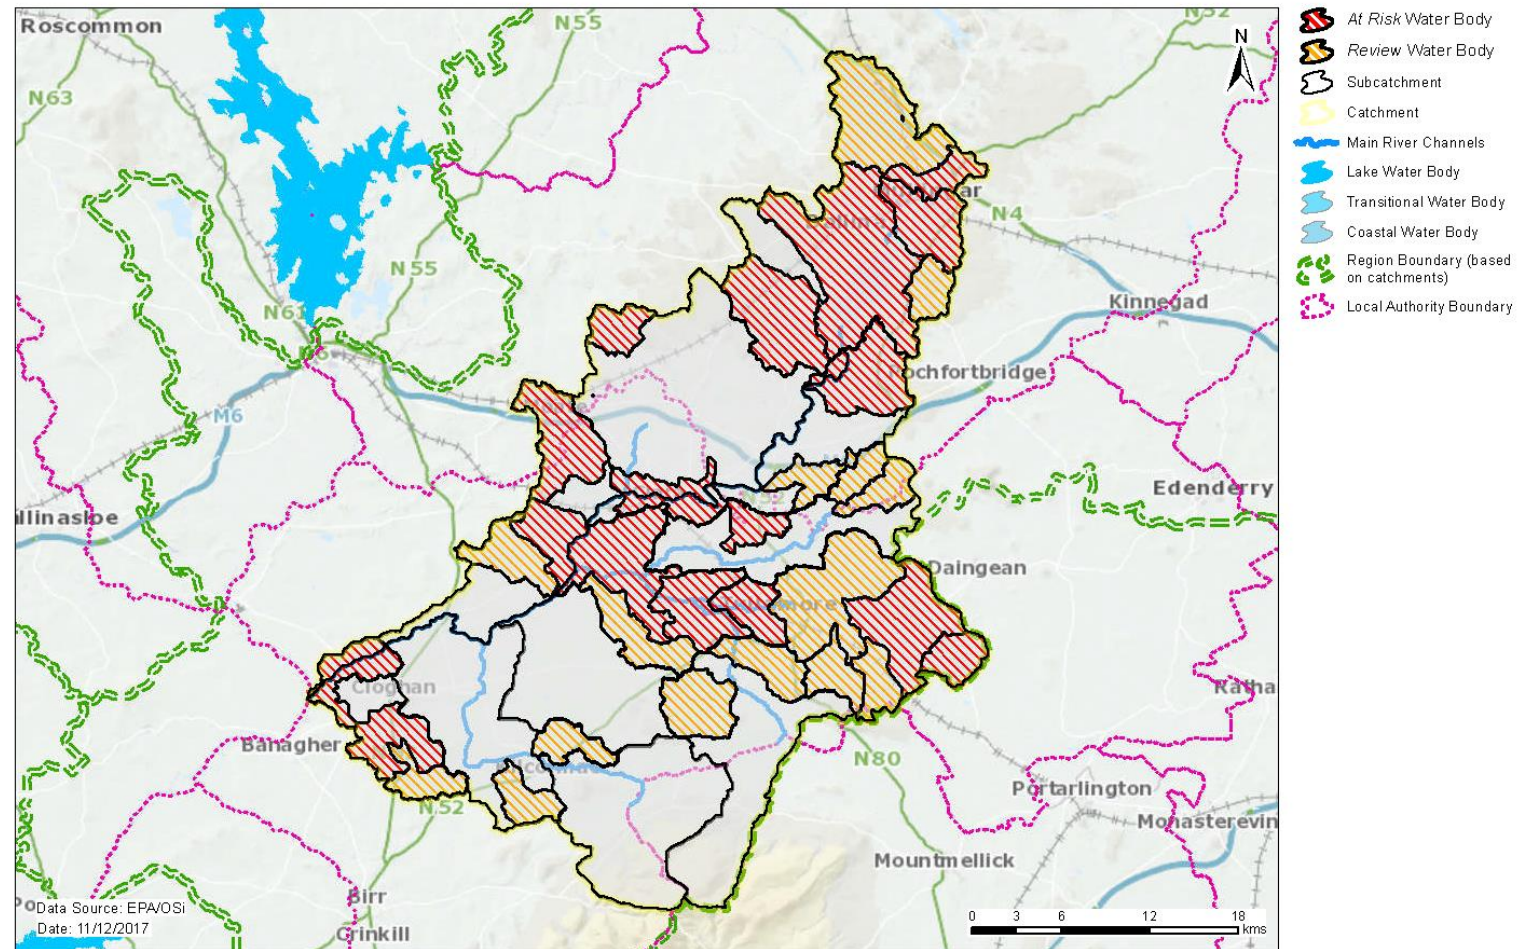 Roscommon
N55
N52
N
N63
N4
N55
N61
Kinnegad
Rochfortbridge
M6
N52
Edenderry
Daingean
Cloghan
Banagher
N52
N80
Portarlington
Monasterevin
Mountmellick
Birr
Crinkill
Data Source: EPA/OSi
Date: 11/12/2017
0 3 6 12 18
kms
At Risk Water Body
Review Water Body
Subcatchment
Catchment
Main River Channels
Lake Water Body
Transitional Water Body
Coastal Water Body
Region Boundary (based
on catchments)
Local Authority Boundary